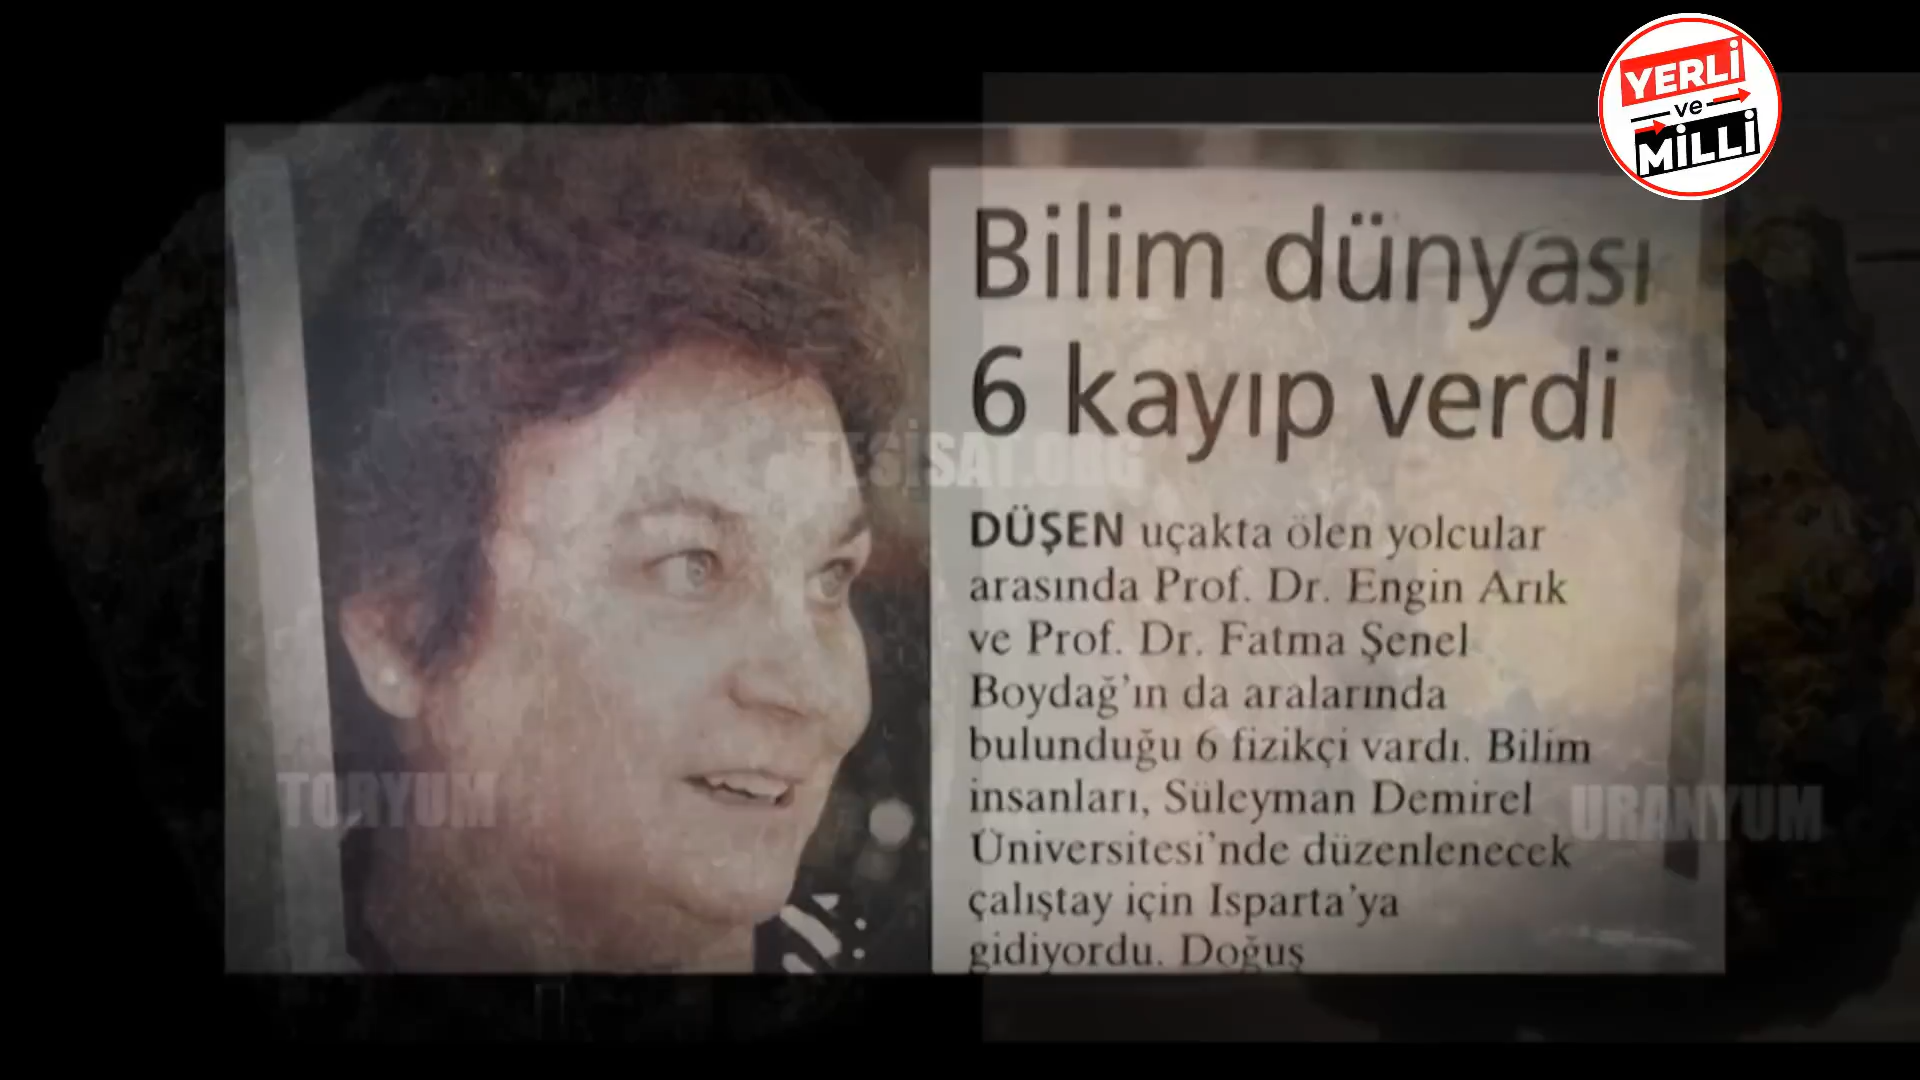 YERLİ
ve
MİLLİ
Bilim dünyası
6 kayıp verdi
TESİSAT.ORG
DÜŞEN uçakta ölen yolcular
arasında Prof. Dr. Engin Arık
ve Prof. Dr. Fatma Şenel
Boydağ'ın da aralarında
bulunduğu 6 fizikçi vardı. Bilim
insanları, Süleyman Demirel
Üniversitesi'nde düzenlenecek
çalıştay için Isparta'ya
gidiyordu. Doğuş
TORYUM
URANYUM